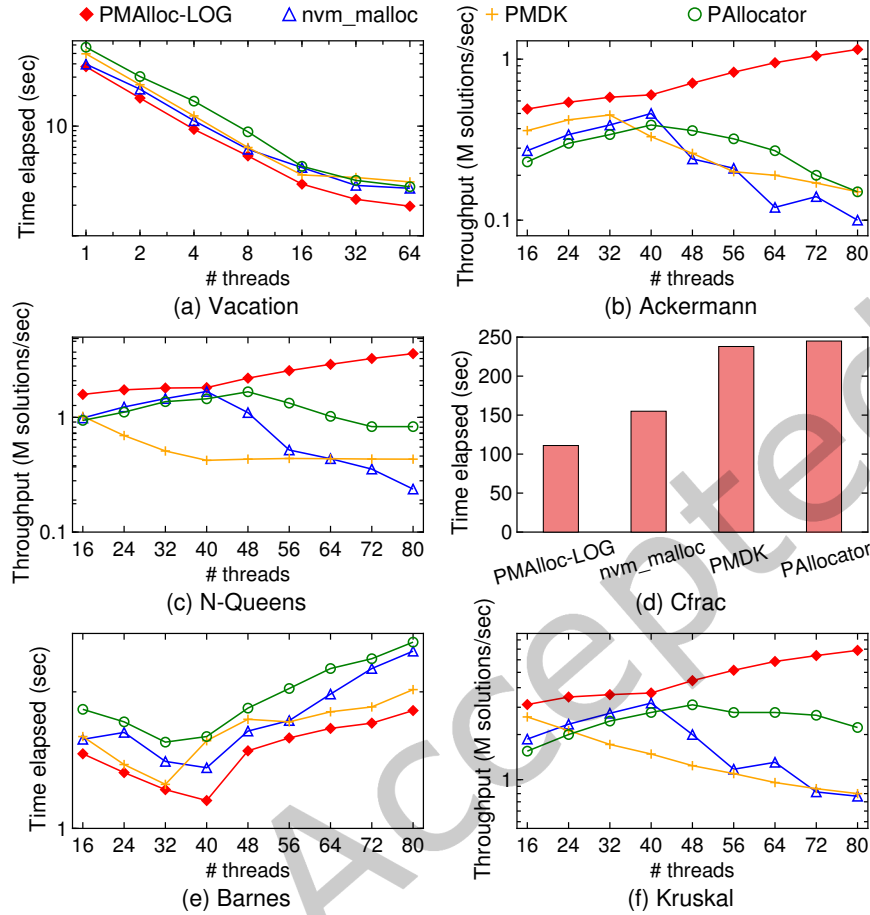 PMAlloc-LOG nvm_malloc PMDK PAllocator
Time elapsed (sec)
10
1 2 4 8 16 32 64
# threads
(a) Vacation
Throughput (M solutions/sec)
1
0.1
16 24 32 40 48 56 64 72 80
# threads
(b) Ackermann
Throughput (M solutions/sec)
1
0.1
16 24 32 40 48 56 64 72 80
# threads
(c) N-Queens
Time elapsed (sec)
250
200
150
100
50
0
PMAlloc-LOG nvm_malloc PMDK PAllocator
(d) Cfrac
Time elapsed (sec)
1
16 24 32 40 48 56 64 72 80
# threads
(e) Barnes
Throughput (M solutions/sec)
1
16 24 32 40 48 56 64 72 80
# threads
(f) Kruskal
Accepted